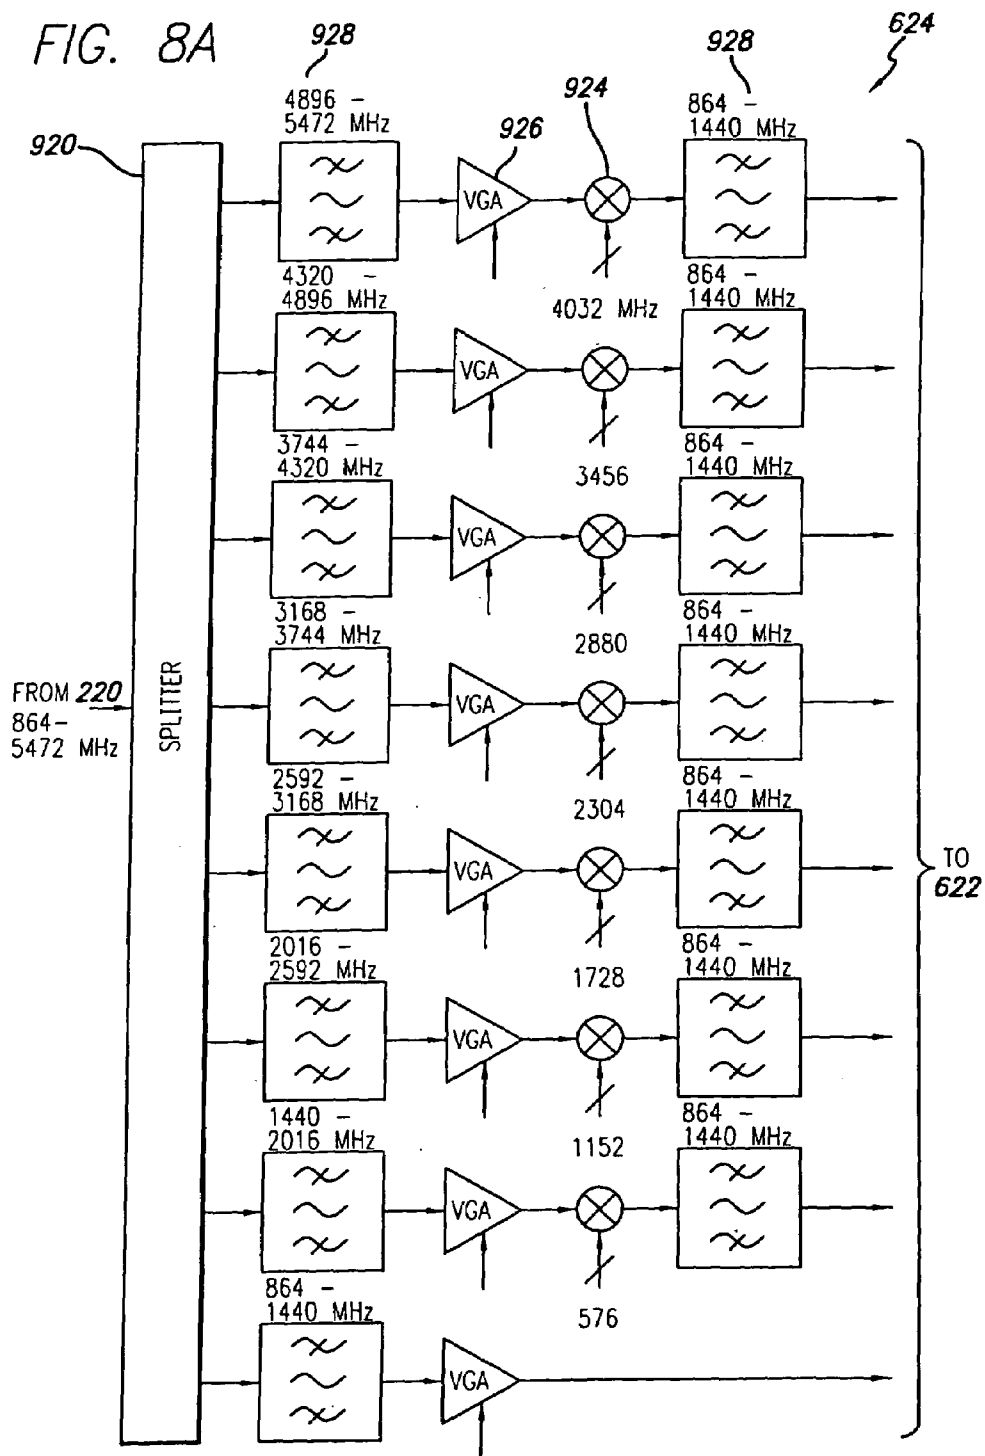 FIG. 8A
928
928
624
4896 -
5472 MHz
924
864 -
1440 MHz
920
926
VGA
4320 -
4896 MHz
4032 MHz
864 -
1440 MHz
VGA
3744 -
4320 MHz
3456
864 -
1440 MHz
VGA
3168 -
3744 MHz
2880
864 -
1440 MHz
FROM 220
864-
5472 MHz
SPLITTER
VGA
2592 -
3168 MHz
2304
864 -
1440 MHz
VGA
TO
622
2016 -
2592 MHz
1728
864 -
1440 MHz
VGA
1440 -
2016 MHz
1152
864 -
1440 MHz
VGA
864 -
1440 MHz
576
VGA